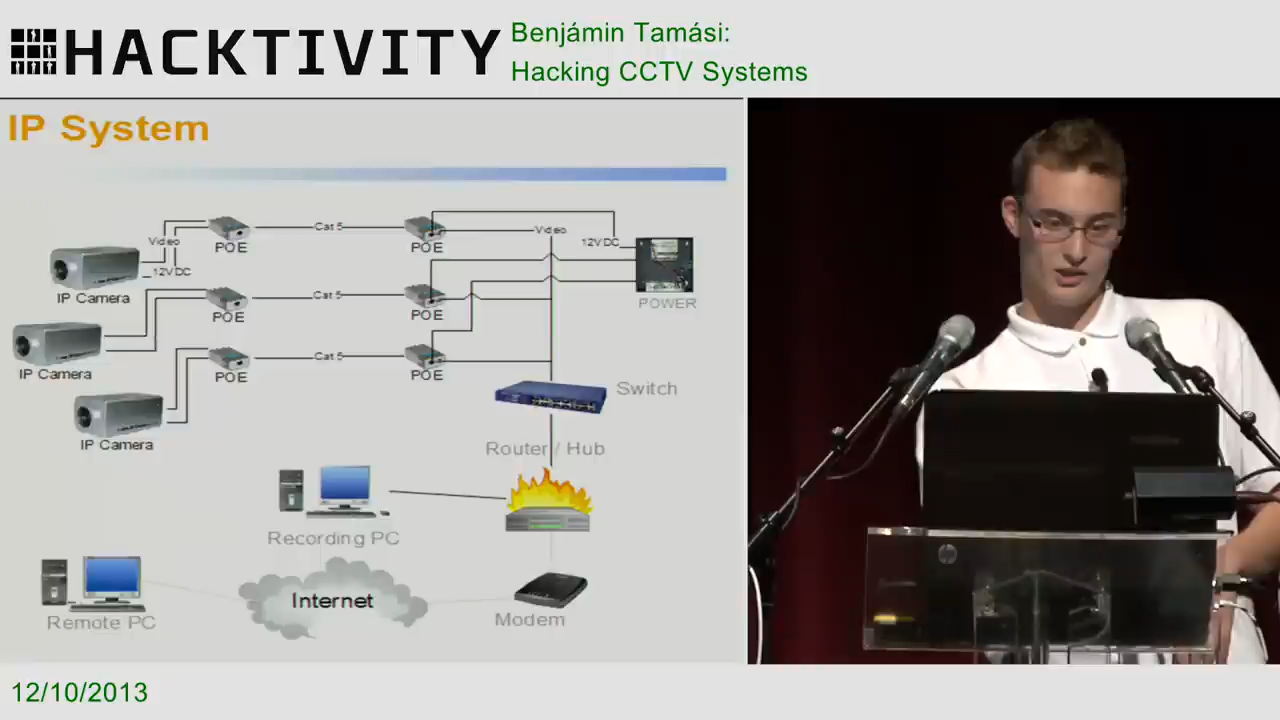 HACKTIVITY
Benjámin Tamási:
Hacking CCTV Systems
IP System
Video
12V DC
IP Camera
POE
Cat 5
POE
Video
12VDC
POWER
IP Camera
POE
Cat 5
POE
IP Camera
POE
Cat 5
POE
Switch
Router / Hub
Recording PC
Remote PC
Internet
Modem
12/10/2013